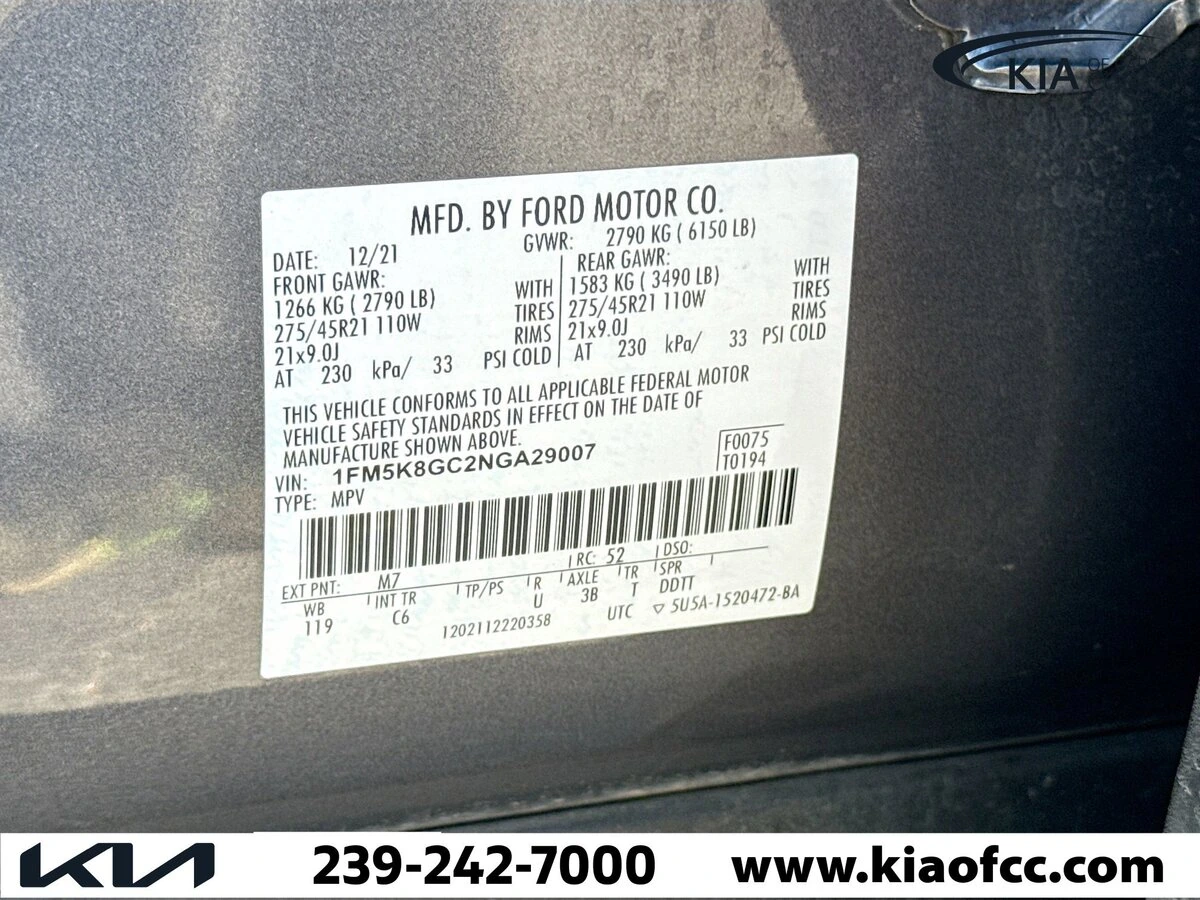 KIA
MFD. BY FORD MOTOR CO.
DATE: 12/21 GVWR: 2790 KG ( 6150 LB)
FRONT GAWR: REAR GAWR:
1266 KG ( 2790 LB) WITH 1583 KG ( 3490 LB) WITH
275/45R21 110W TIRES 275/45R21 110W TIRES
21x9.0J RIMS 21x9.0J RIMS
AT 230 kPa/ 33 PSI COLD AT 230 kPa/ 33 PSI COLD
THIS VEHICLE CONFORMS TO ALL APPLICABLE FEDERAL MOTOR
VEHICLE SAFETY STANDARDS IN EFFECT ON THE DATE OF
MANUFACTURE SHOWN ABOVE.
VIN: 1FM5K8GC2NGA29007 F0075
TYPE: MPV T0194
EXT PNT: M7 RC: 52 DSO:
WB INT TR TP/PS R AXLE TR SPR
119 C6 U 3B T DDTT
1202112220358 UTC ▽ 5U5A-1520472-BA
KIA 239-242-7000 www.kiaofcc.com